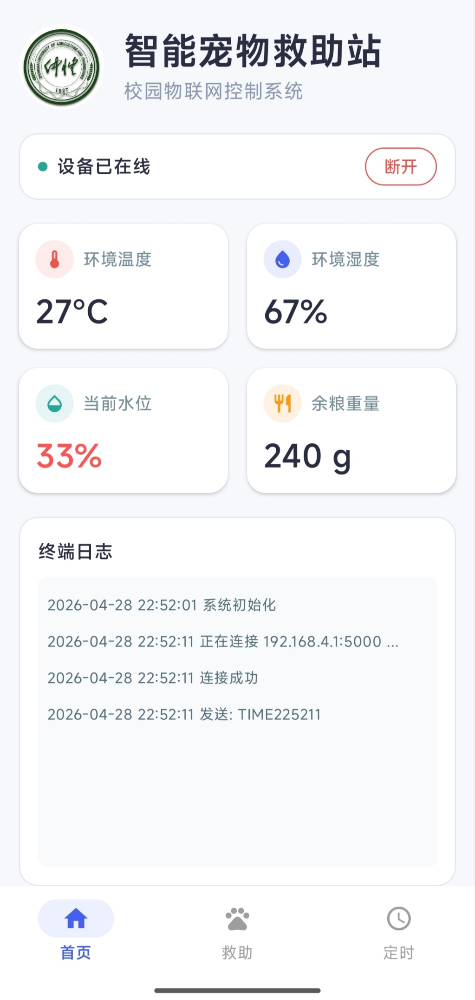 ZHONGKAI UNIVERSITY OF AGRICULTURE AND ENGINEERING
仲恺
1927
智能宠物救助站
校园物联网控制系统
设备已在线
断开
环境温度
环境湿度
27°C
67%
当前水位
余粮重量
33%
240 g
终端日志
2026-04-28 22:52:01 系统初始化
2026-04-28 22:52:11 正在连接 192.168.4.1:5000 ...
2026-04-28 22:52:11 连接成功
2026-04-28 22:52:11 发送: TIME225211
首页
救助
定时